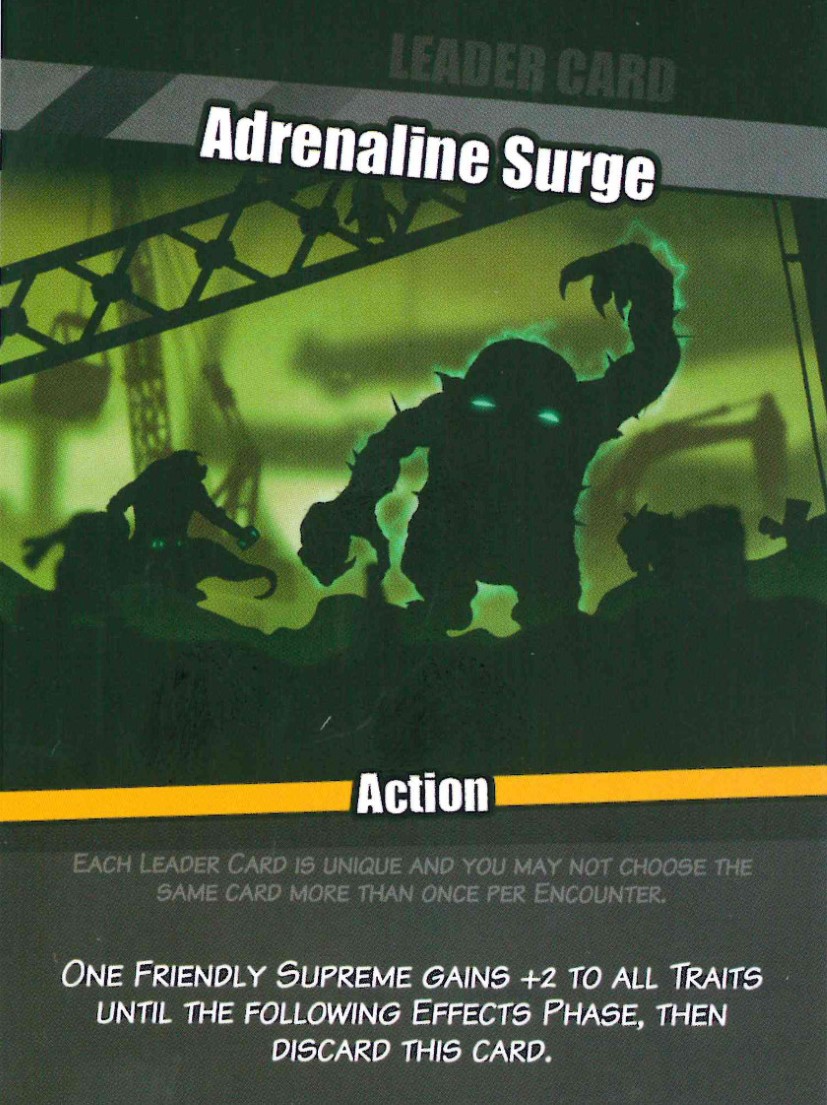 LEADER CARD
Adrenaline Surge
Action
EACH LEADER CARD IS UNIQUE AND YOU MAY NOT CHOOSE THE
SAME CARD MORE THAN ONCE PER ENCOUNTER.
ONE FRIENDLY SUPREME GAINS +2 TO ALL TRAITS
UNTIL THE FOLLOWING EFFECTS PHASE, THEN
DISCARD THIS CARD.